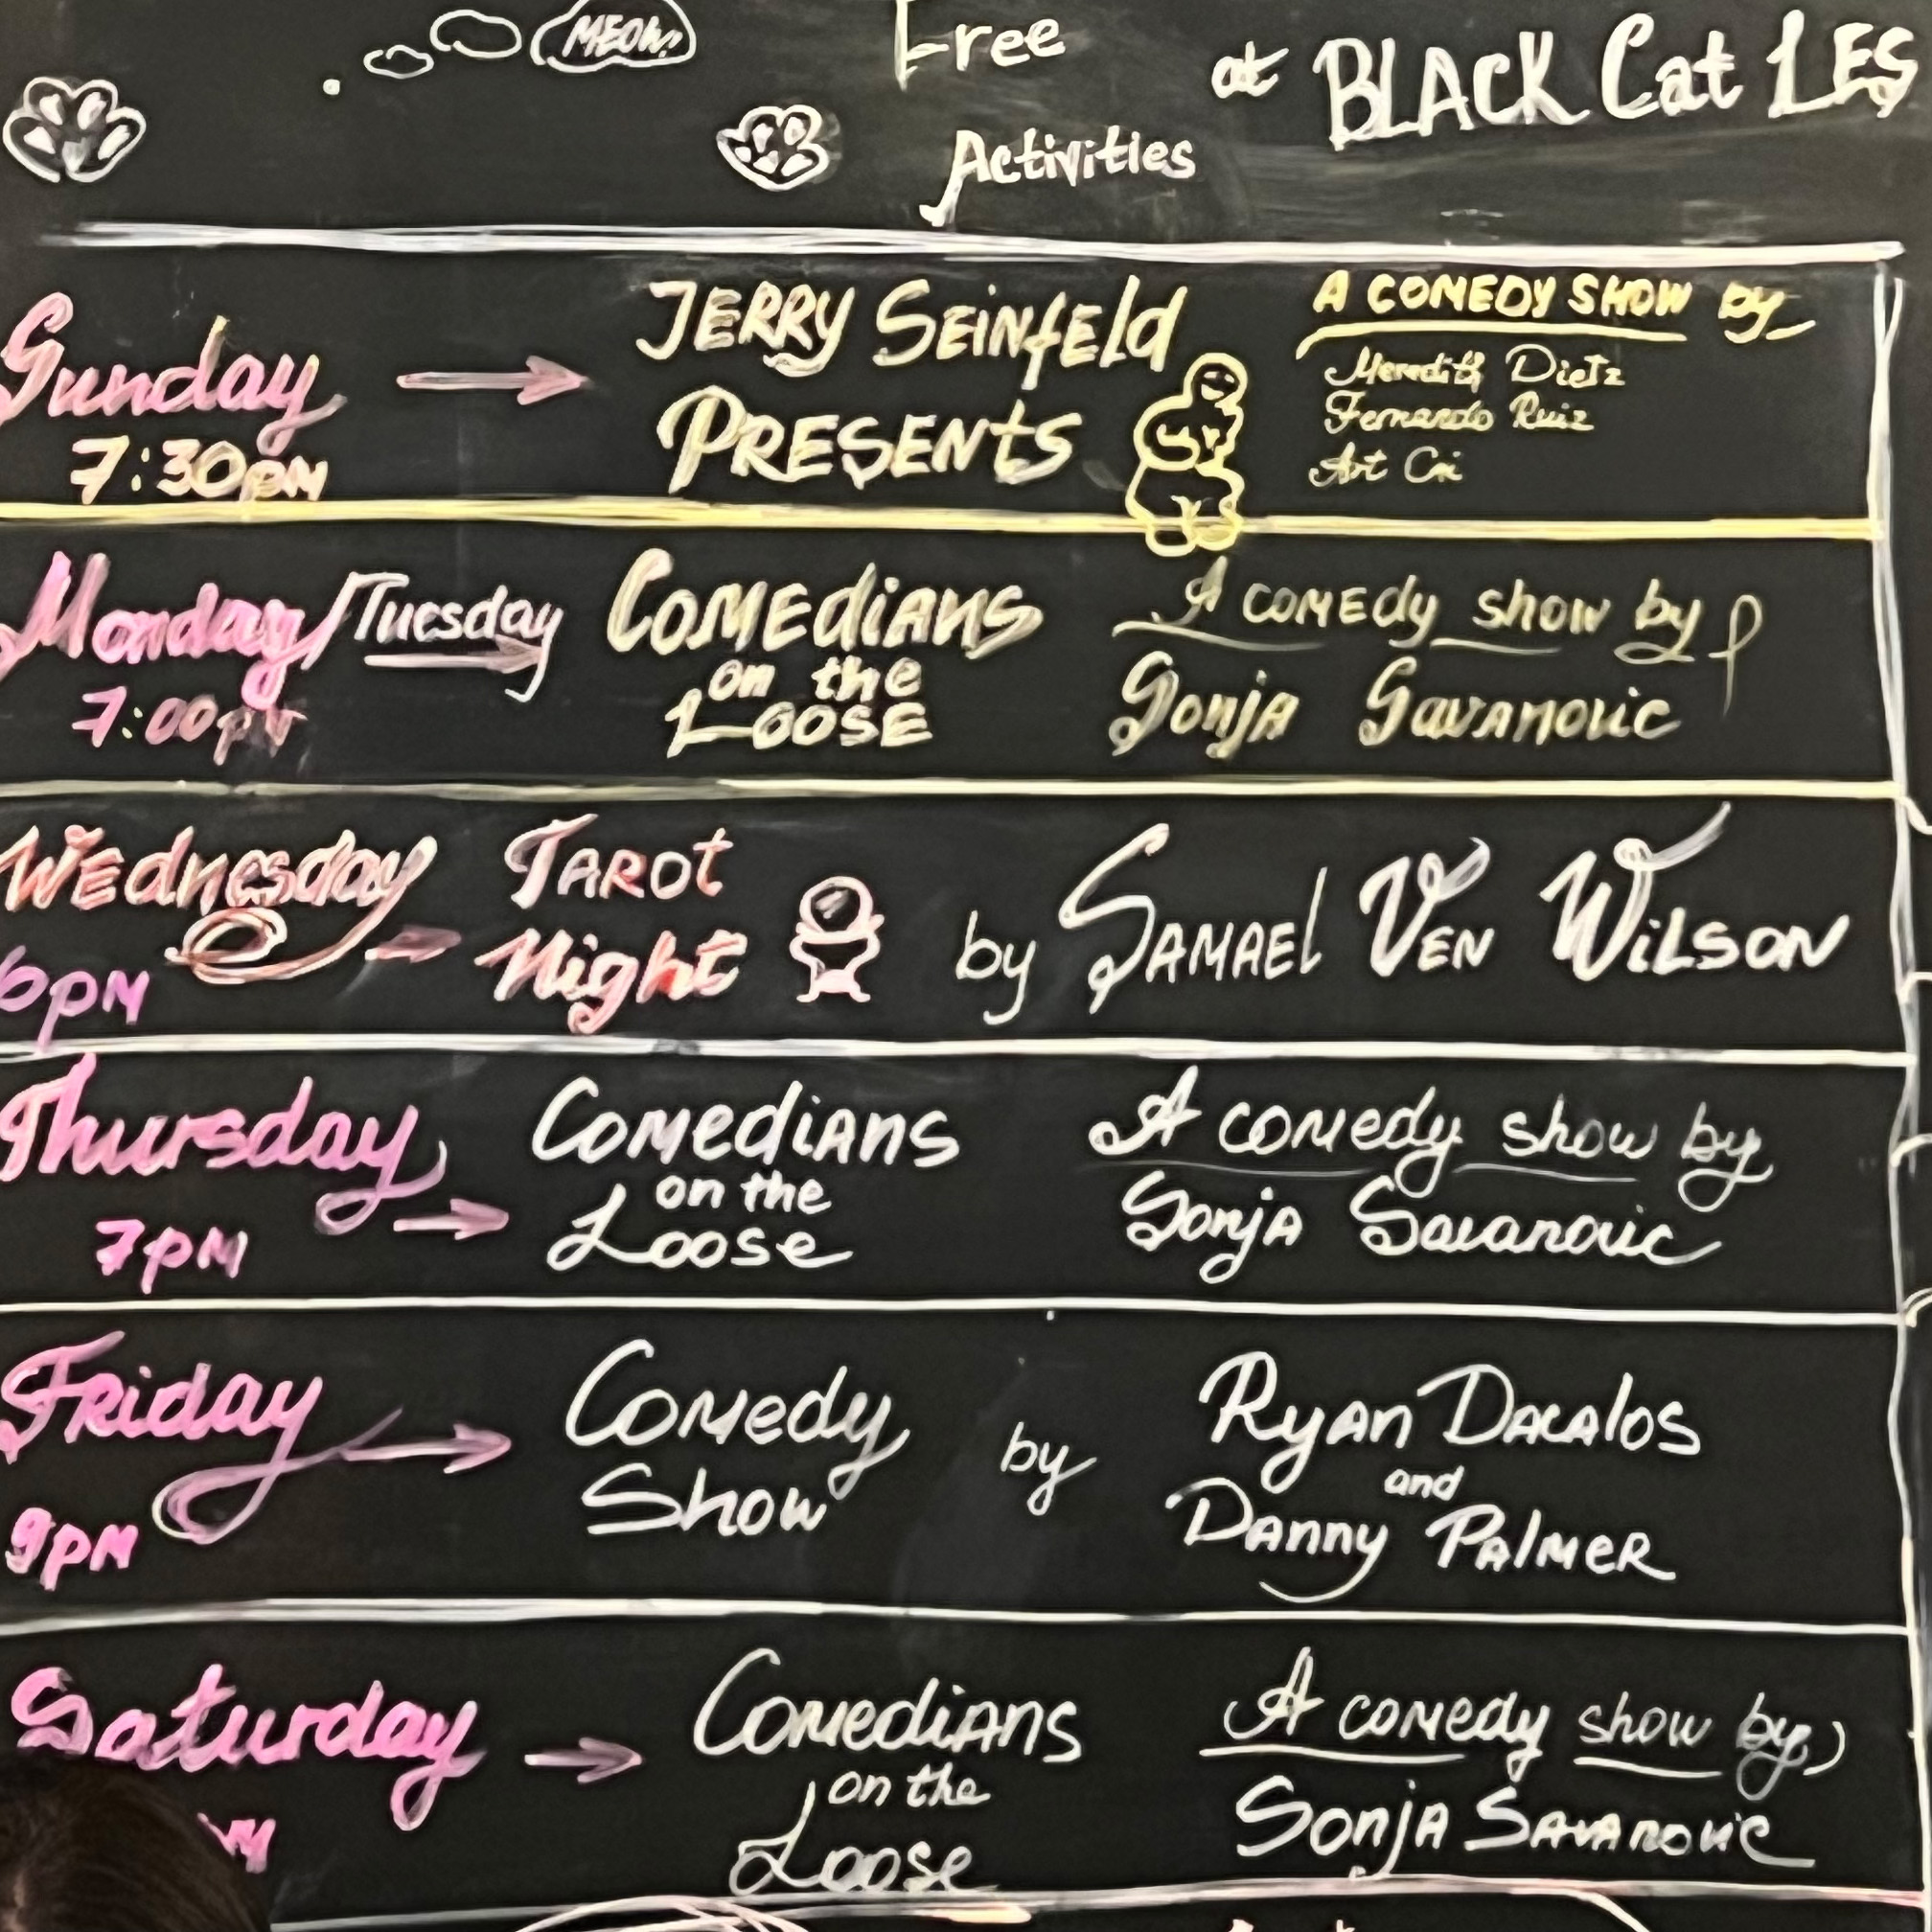 MEOW!
Free
Activities
at BLACK Cat LES
Sunday
7:30pm
JERRY SEiNfEld
PRESENts
A COMEDY SHOW by
Meredith Dietz
Fernando Ruiz
Art Cri
Monday/Tuesday
7:00pm
COMEdiANS
on the
LOOSE
A COMEdy show by
SonjA SavANovic
WEdnesday
6pM
TAROt
Night
by SAMAEl VEN WiLSON
Thursday
7pM
COMediANS
on the
Loose
A comedy show by
SonjA Savanovic
FRiday
9pM
Comedy
Show
by
RyAN DACAlOS
and
DANNy PAlMER
Saturday
COMediANS
on the
Loose
A comedy show by
SonjA SAVANOViC